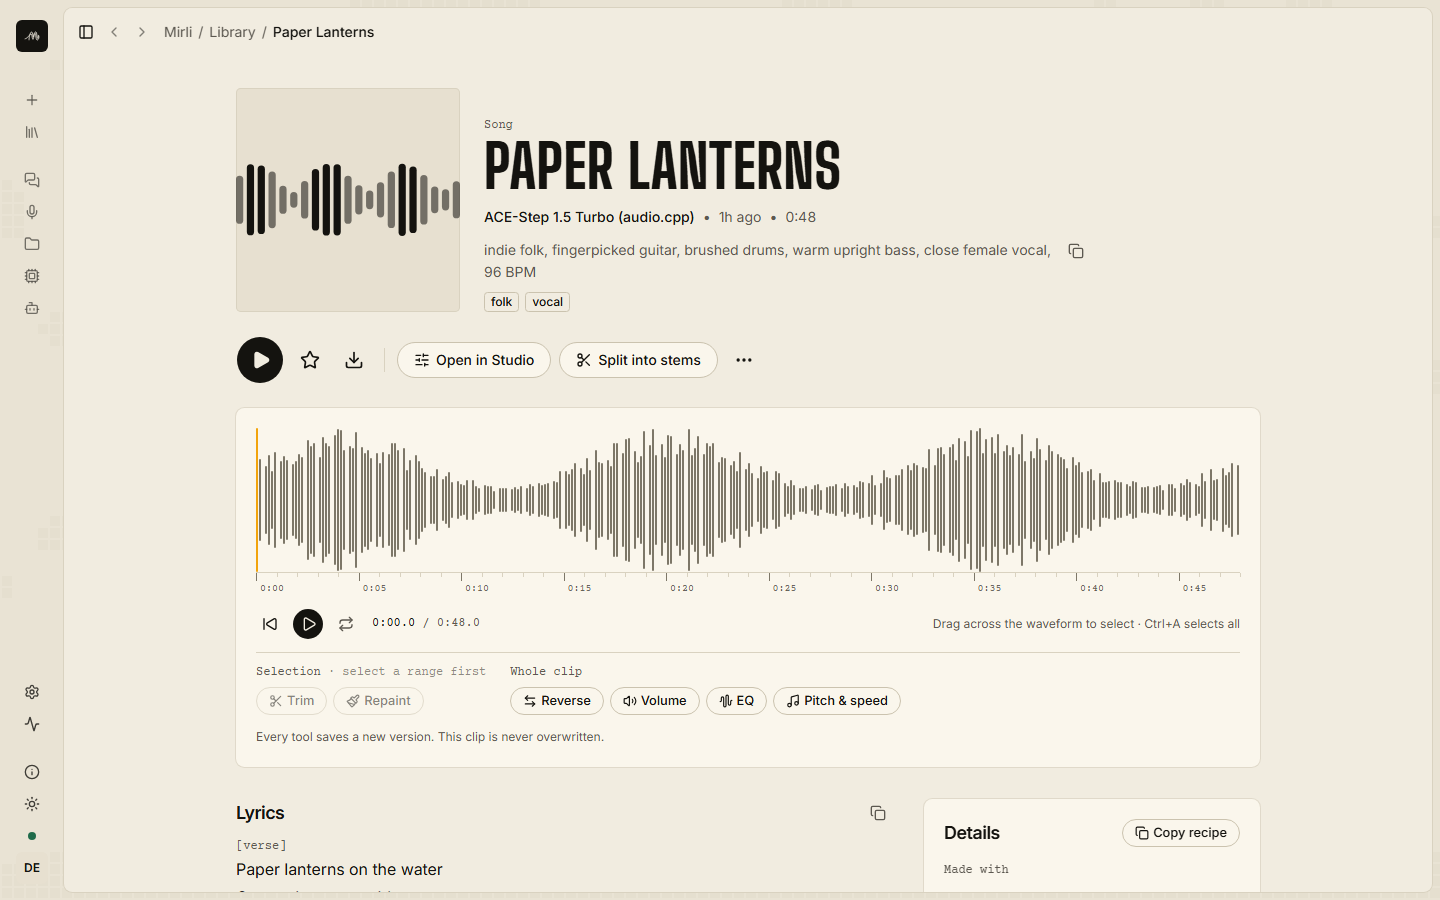 Mirli / Library / Paper Lanterns
Song
PAPER LANTERNS
ACE-Step 1.5 Turbo (audio.cpp) • 1h ago • 0:48
indie folk, fingerpicked guitar, brushed drums, warm upright bass, close female vocal,
96 BPM
folk vocal
Open in Studio Split into stems
0:00 0:05 0:10 0:15 0:20 0:25 0:30 0:35 0:40 0:45
0:00.0 / 0:48.0 Drag across the waveform to select · Ctrl+A selects all
Selection · select a range first Whole clip
Trim Repaint Reverse Volume EQ Pitch & speed
Every tool saves a new version. This clip is never overwritten.
Lyrics
[verse]
Paper lanterns on the water
Details Copy recipe
Made with
DE